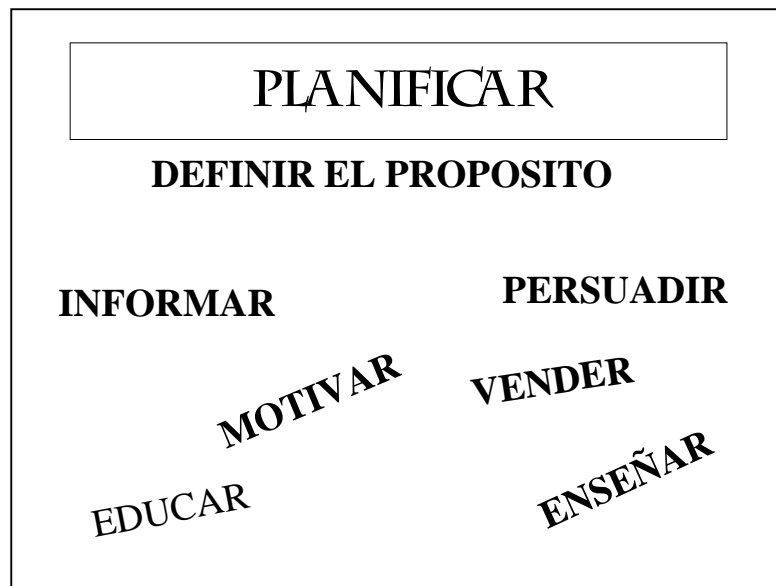 PLANIFICAR
DEFINIR EL PROPOSITO
INFORMAR
PERSUADIR
MOTIVAR
VENDER
EDUCAR
ENSEÑAR